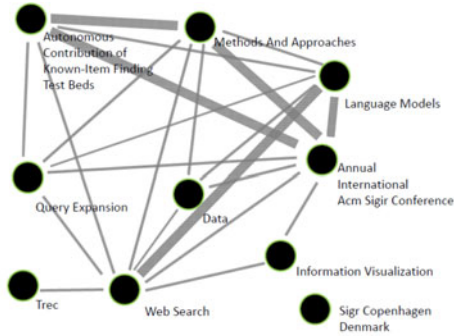 Autonomous
Contribution of
Known-Item Finding
Test Beds
Methods And Approaches
Language Models
Annual
International
Acm Sigir Conference
Query Expansion
Data
Information Visualization
Trec
Web Search
Sigr Copenhagen
Denmark